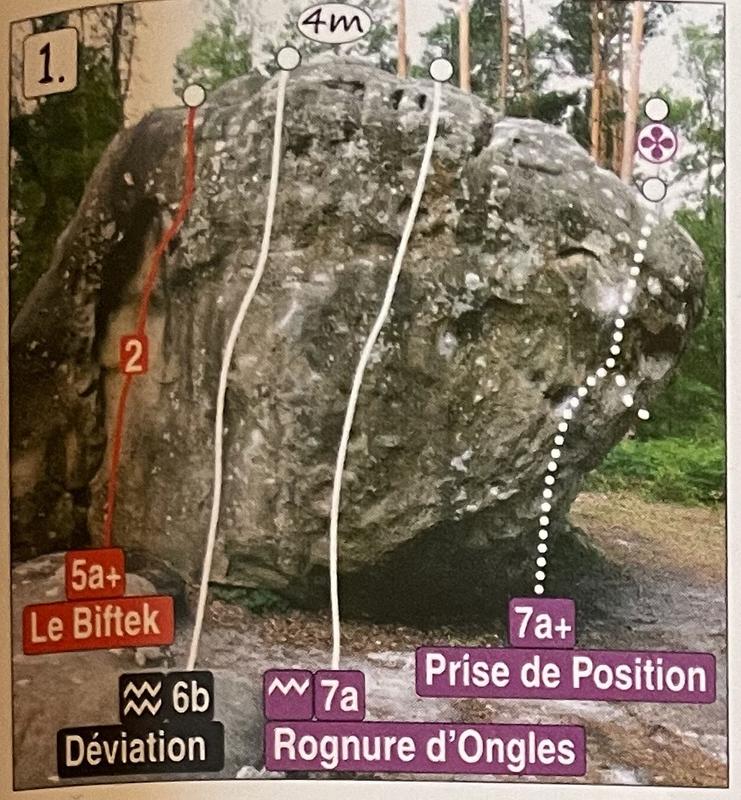 4m
1.
2
5a+
Le Biftek
6b
Déviation
7a
Rognure d'Ongles
7a+
Prise de Position